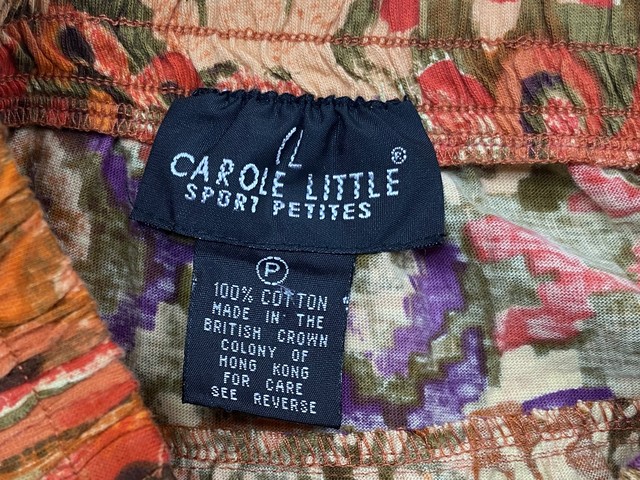 CL
CAROLE LITTLE ®
SPORT PETITES
P
100% COTTON
MADE IN THE
BRITISH CROWN
COLONY OF
HONG KONG
FOR CARE
SEE REVERSE